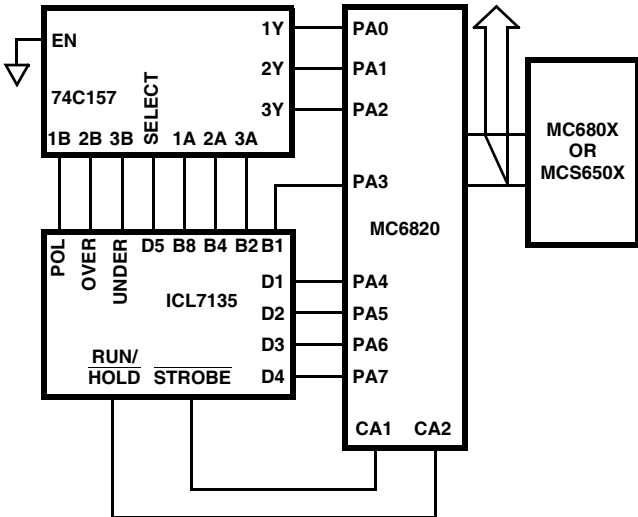 EN
74C157
SELECT
1Y
2Y
3Y
1B 2B 3B 1A 2A 3A
PA0
PA1
PA2
PA3
MC6820
PA4
PA5
PA6
PA7
CA1 CA2
MC680X
OR
MCS650X
POL
OVER
UNDER
D5 B8 B4 B2 B1
ICL7135
D1
D2
D3
D4
RUN/
HOLD STROBE